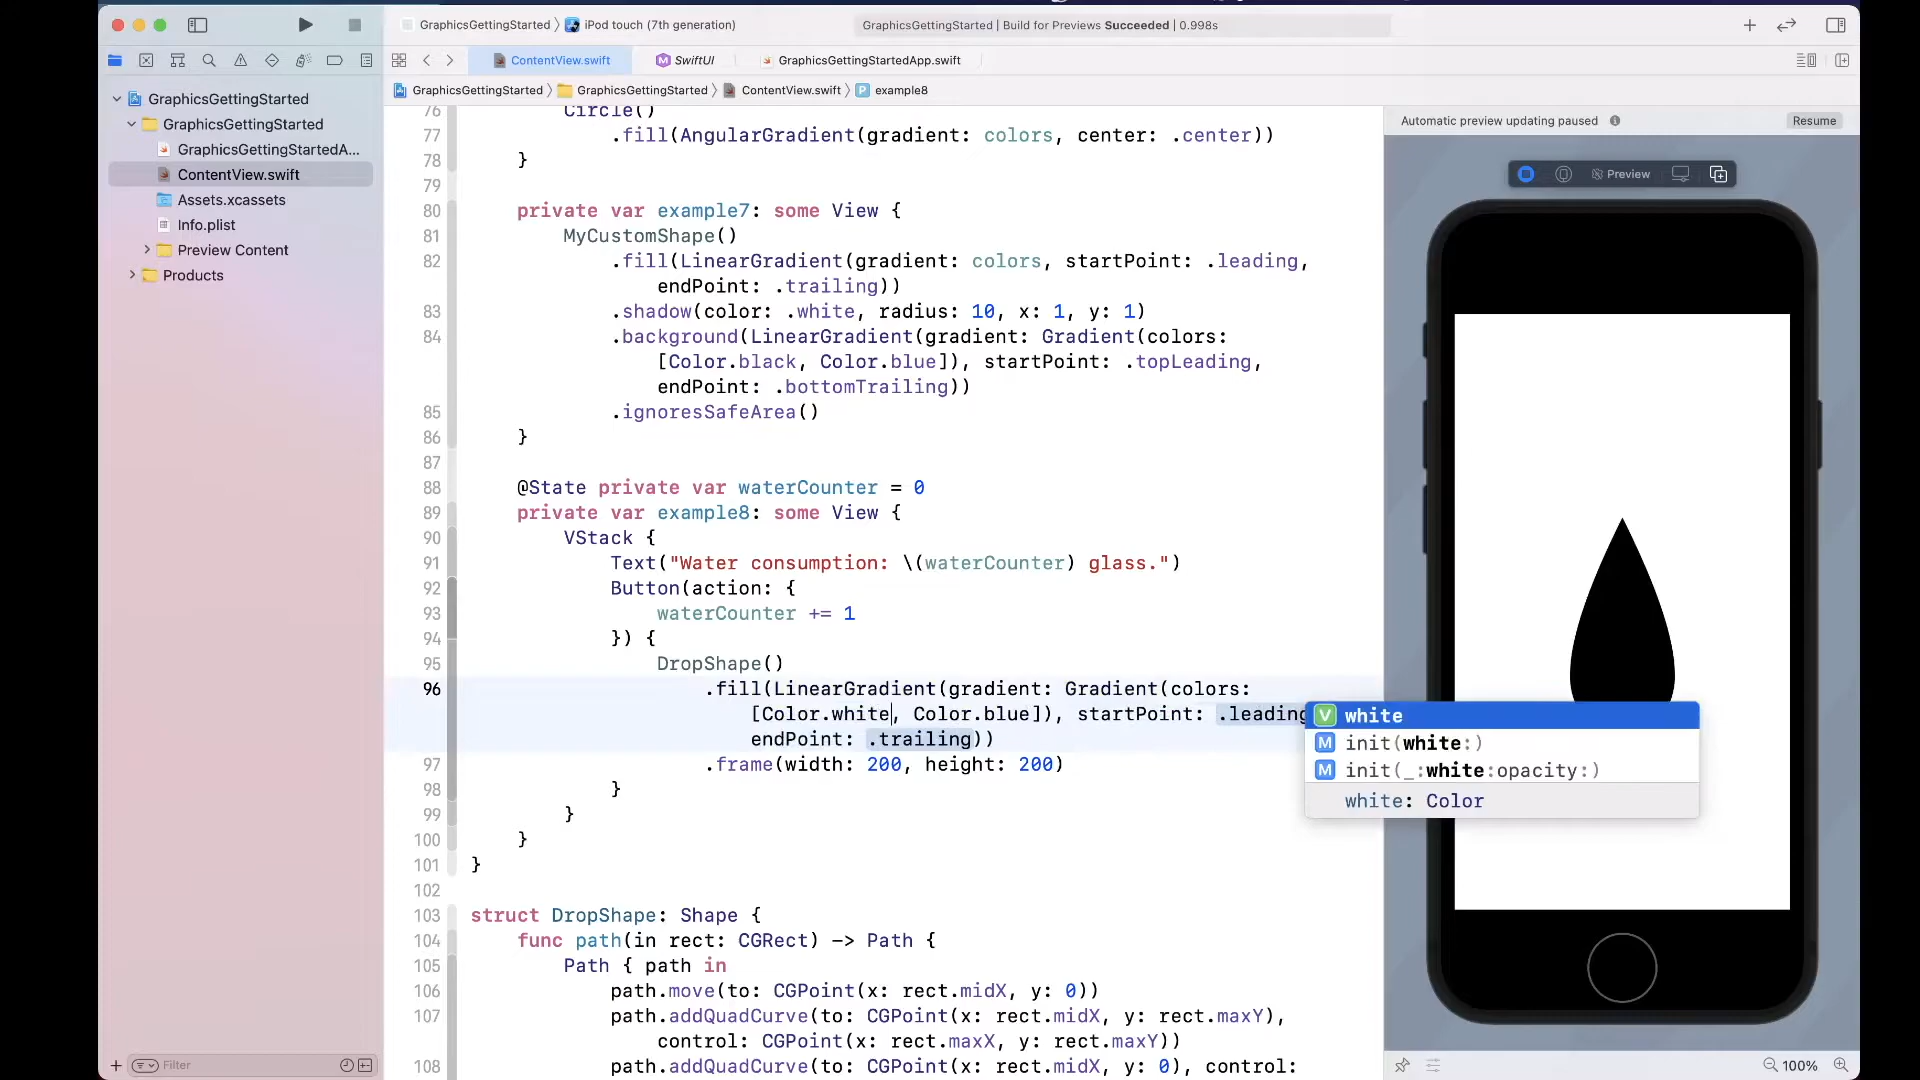 GraphicsGettingStarted
iPod touch (7th generation)
GraphicsGettingStarted | Build for Previews Succeeded | 0.998s
ContentView.swift
SwiftUI
GraphicsGettingStartedApp.swift
GraphicsGettingStarted
GraphicsGettingStarted
ContentView.swift
P
example8
GraphicsGettingStarted
GraphicsGettingStarted
GraphicsGettingStartedA...
ContentView.swift
Assets.xcassets
Info.plist
Preview Content
Products
Filter
76 Circle()
77 .fill(AngularGradient(gradient: colors, center: .center))
78 }
79
80 private var example7: some View {
81 MyCustomShape()
82 .fill(LinearGradient(gradient: colors, startPoint: .leading,
endPoint: .trailing))
83 .shadow(color: .white, radius: 10, x: 1, y: 1)
84 .background(LinearGradient(gradient: Gradient(colors:
[Color.black, Color.blue]), startPoint: .topLeading,
endPoint: .bottomTrailing))
85 .ignoresSafeArea()
86 }
87
88 @State private var waterCounter = 0
89 private var example8: some View {
90 VStack {
91 Text("Water consumption: \(waterCounter) glass.")
92 Button(action: {
93 waterCounter += 1
94 }) {
95 DropShape()
96 .fill(LinearGradient(gradient: Gradient(colors:
[Color.white, Color.blue]), startPoint: .leading
endPoint: .trailing))
97 .frame(width: 200, height: 200)
98 }
99 }
100 }
101 }
102
103 struct DropShape: Shape {
104 func path(in rect: CGRect) -> Path {
105 Path { path in
106 path.move(to: CGPoint(x: rect.midX, y: 0))
107 path.addQuadCurve(to: CGPoint(x: rect.midX, y: rect.maxY),
control: CGPoint(x: rect.maxX, y: rect.maxY))
108 path.addQuadCurve(to: CGPoint(x: rect.midX, y: 0), control:
V white
M init(white:)
M init(_:white:opacity:)
white: Color
Automatic preview updating paused
Resume
Preview
100%